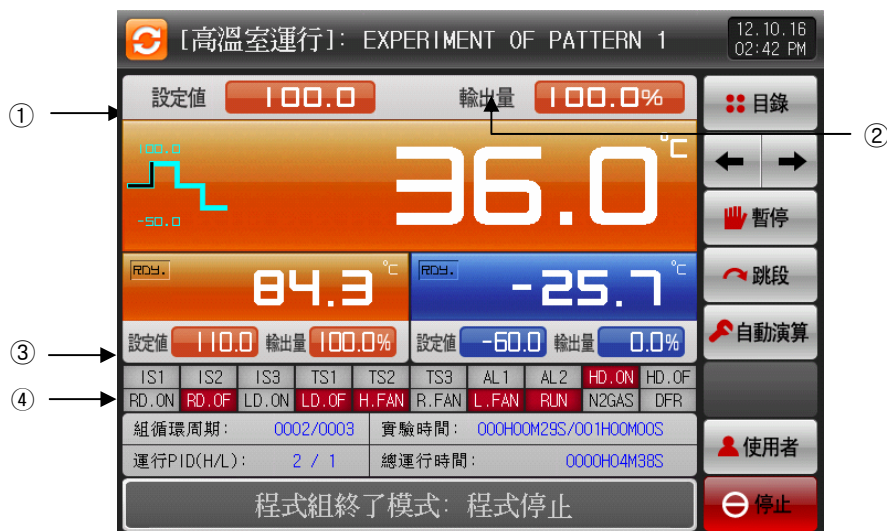 [高溫室運行]: EXPERIMENT OF PATTERN 1
12.10.16
02:42 PM
①
設定値 100.0 輸出量 100.0%
②
目錄
100.0
-50.0
36.0 °C
暫停
RDY. 84.3 °C
RDY. -25.7 °C
跳段
設定値 110.0 輸出量 100.0%
設定値 -60.0 輸出量 0.0%
自動演算
③
IS1 IS2 IS3 TS1 TS2 TS3 AL1 AL2 HD.ON HD.OF
④
RD.ON RD.OF LD.ON LD.OF H.FAN R.FAN L.FAN RUN N2GAS DFR
組循環周期: 0002/0003 實驗時間: 000H00M29S/001H00M00S
運行PID(H/L): 2 / 1 總運行時間: 0000H04M38S
使用者
程式組終了模式: 程式停止
停止